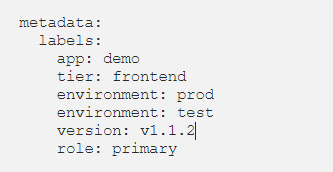 metadata:
  labels:
    app: demo
    tier: frontend
    environment: prod
    environment: test
    version: v1.1.2
    role: primary